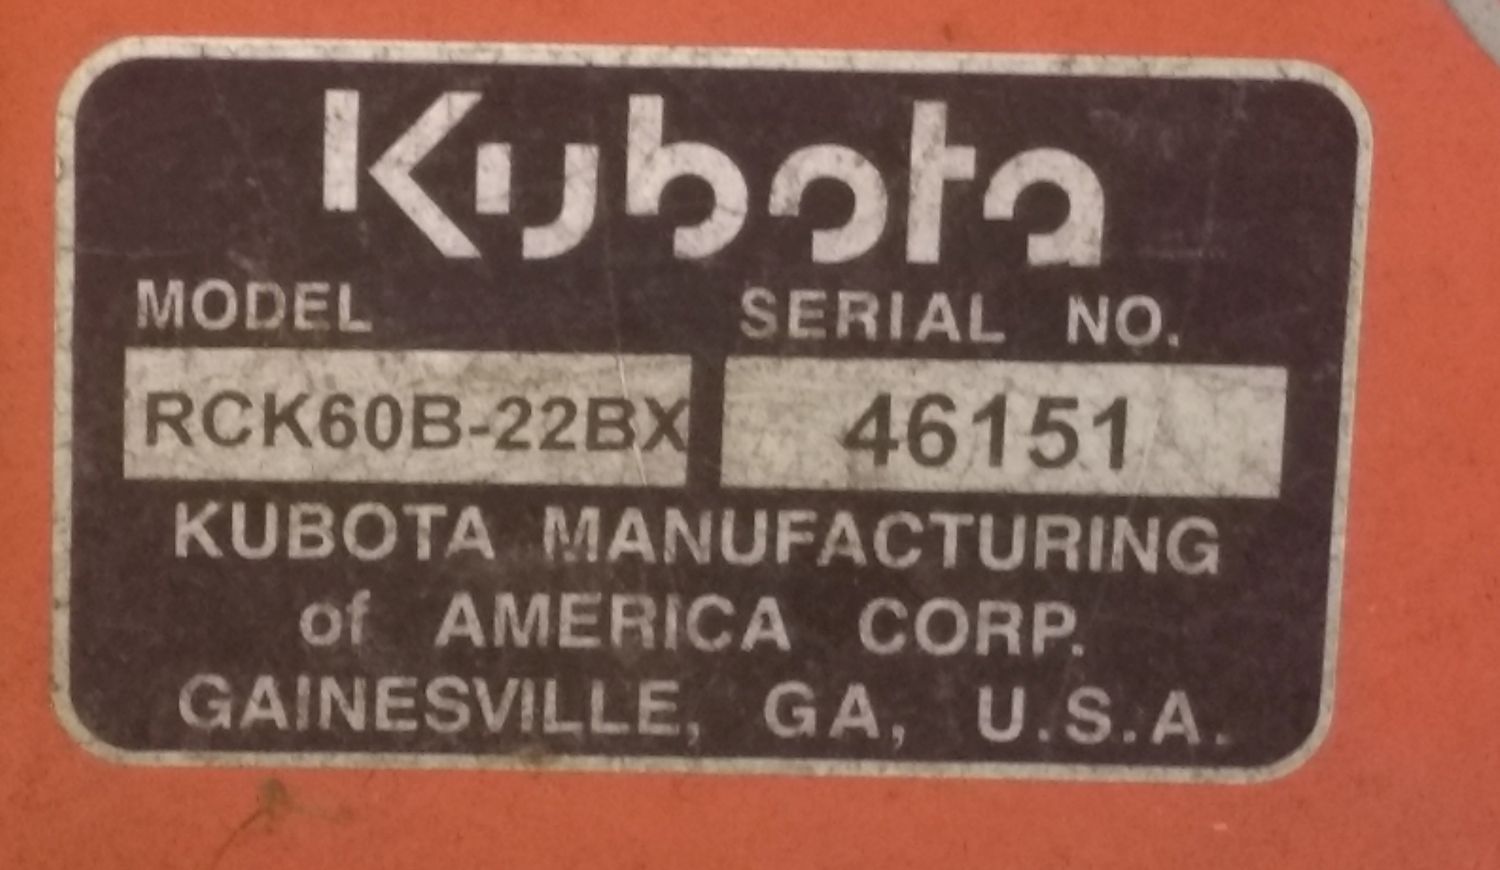 Kubota
MODEL SERIAL NO.
RCK60B-22BX 46151
KUBOTA MANUFACTURING
of AMERICA CORP.
GAINESVILLE, GA, U.S.A.